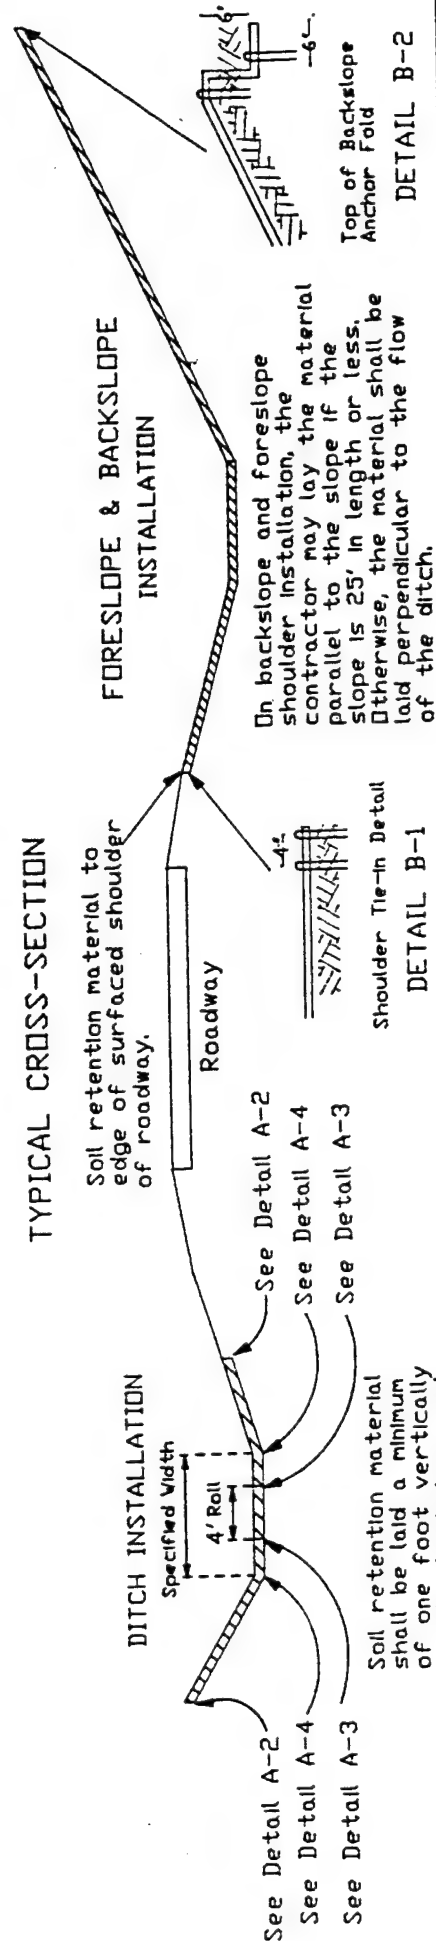 TYPICAL CROSS-SECTION
DITCH INSTALLATION
Specified Width
4' Roll
See Detail A-2
See Detail A-4
See Detail A-3
See Detail A-2
See Detail A-4
See Detail A-3
Soil retention material
shall be laid a minimum
of one foot vertically
Soil retention material to
edge of surfaced shoulder
of roadway.
Roadway
FORESLOPE & BACKSLOPE
INSTALLATION
4"
Shoulder Tie-In Detail
DETAIL B-1
On backslope and foreslope
shoulder installation, the
contractor may lay the material
parallel to the slope if the
slope is 25' in length or less.
Otherwise, the material shall be
laid perpendicular to the flow
of the ditch.
6'
6"
Top of Backslope
Anchor Fold
DETAIL B-2